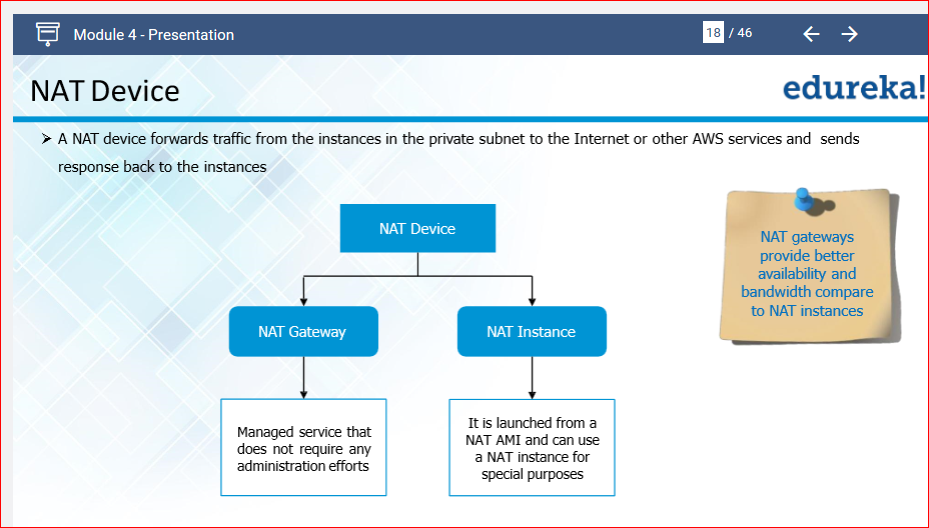 Module 4 - Presentation
18 / 46
NAT Device
edureka!
➢ A NAT device forwards traffic from the instances in the private subnet to the Internet or other AWS services and sends
response back to the instances
NAT Device
NAT gateways
provide better
availability and
bandwidth compare
to NAT instances
NAT Gateway
NAT Instance
Managed service that
does not require any
administration efforts
It is launched from a
NAT AMI and can use
a NAT instance for
special purposes